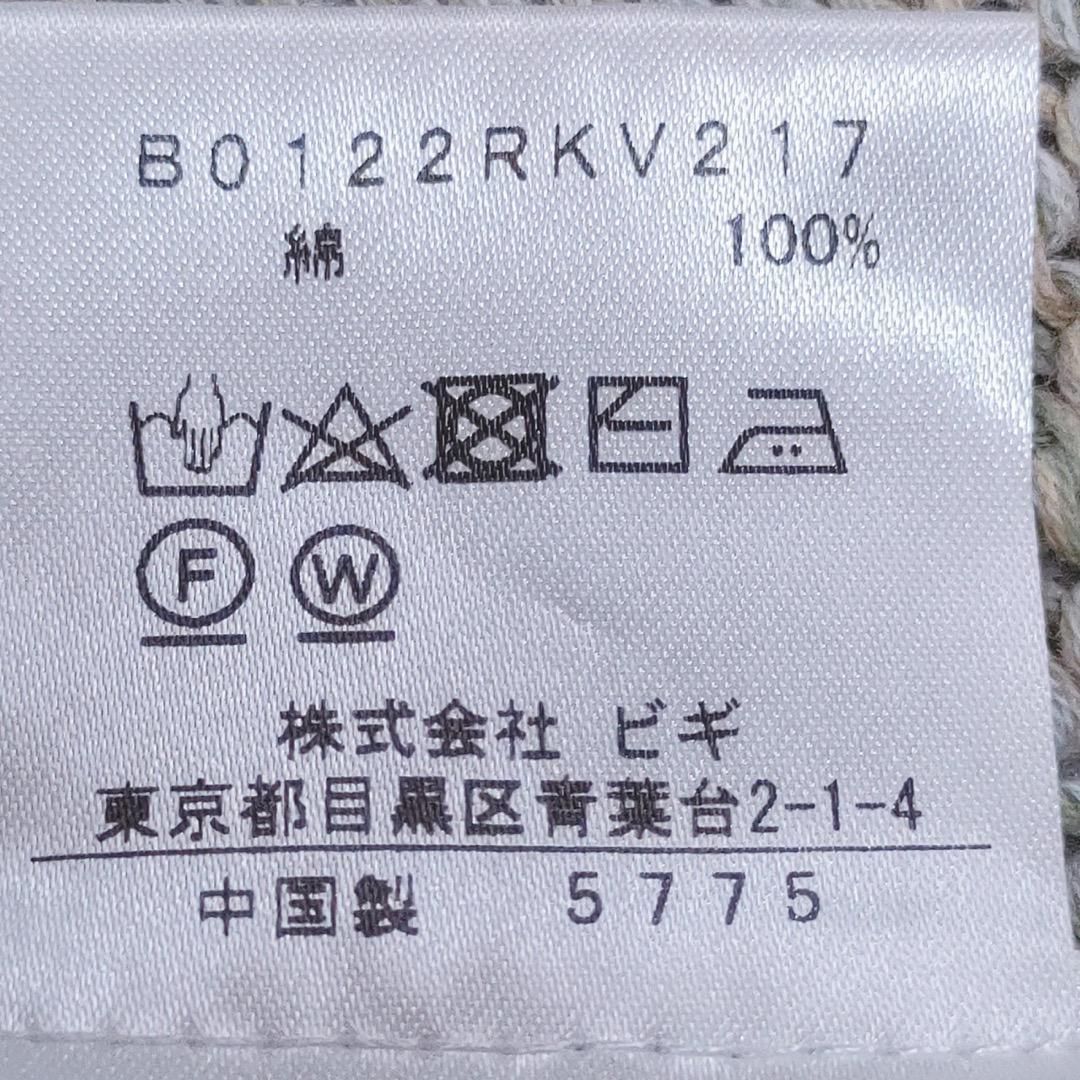 B0122RKV217
綿 100%
F W
株式会社 ビギ
東京都目黒区青葉台2-1-4
中国製 5775